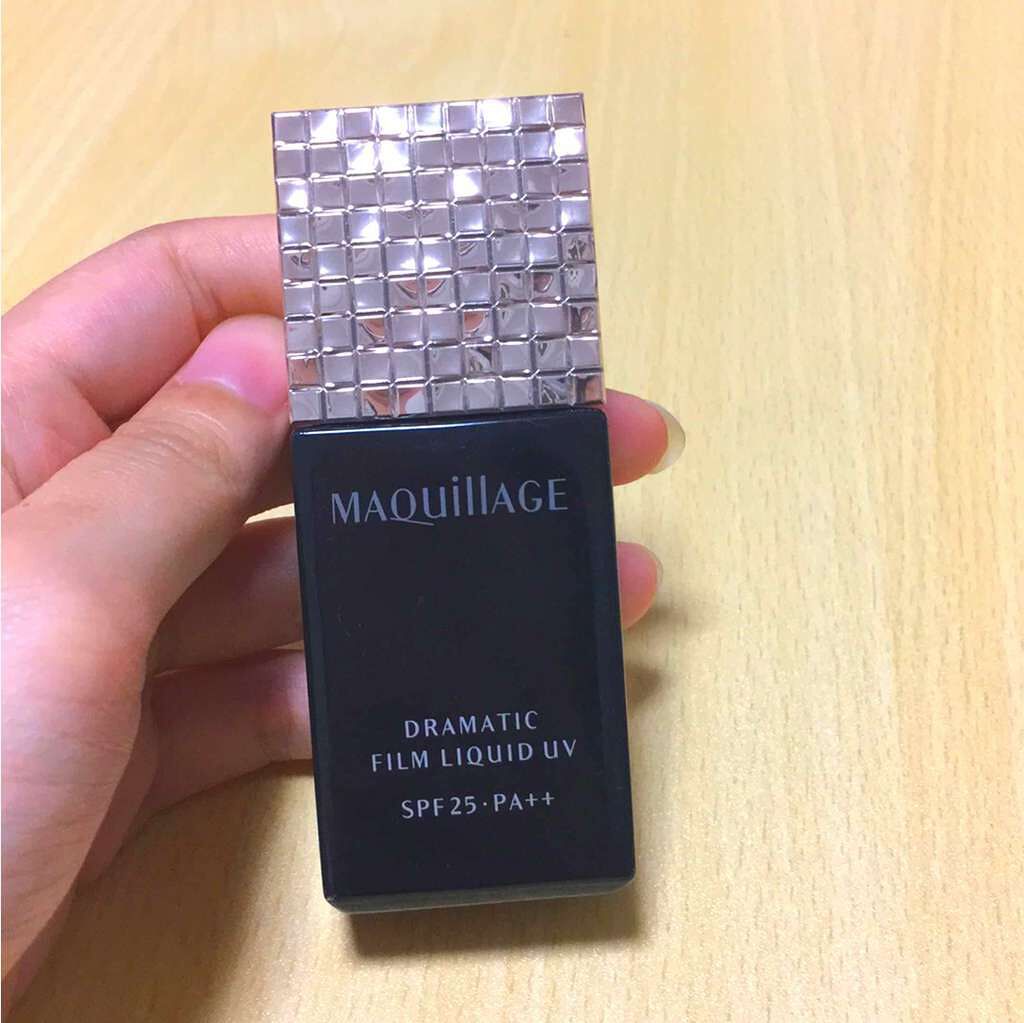 MAQuillAGE
DRAMATIC
FILM LIQUID UV
SPF25・PA++